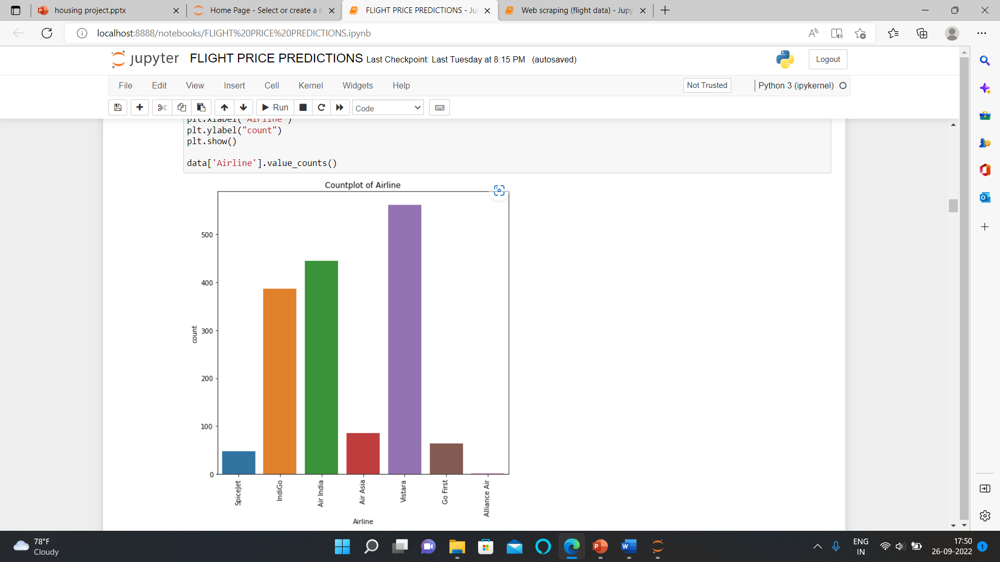 housing project.pptx
Home Page - Select or create a n
FLIGHT PRICE PREDICTIONS - Ju
Web scraping (flight data) - Jupy
localhost:8888/notebooks/FLIGHT%20PRICE%20PREDICTIONS.ipynb
jupyter FLIGHT PRICE PREDICTIONS Last Checkpoint: Last Tuesday at 8:15 PM (autosaved)
Logout
File Edit View Insert Cell Kernel Widgets Help
Not Trusted
Python 3 (ipykernel)
Run
Code
plt.xlabel("Airline")
plt.ylabel("count")
plt.show()
data['Airline'].value_counts()
Countplot of Airline
500
400
300
200
100
0
count
SpiceJet
IndiGo
Air India
Air Asia
Vistara
Go First
Alliance Air
Airline
78°F
Cloudy
ENG
IN
17:50
26-09-2022
1